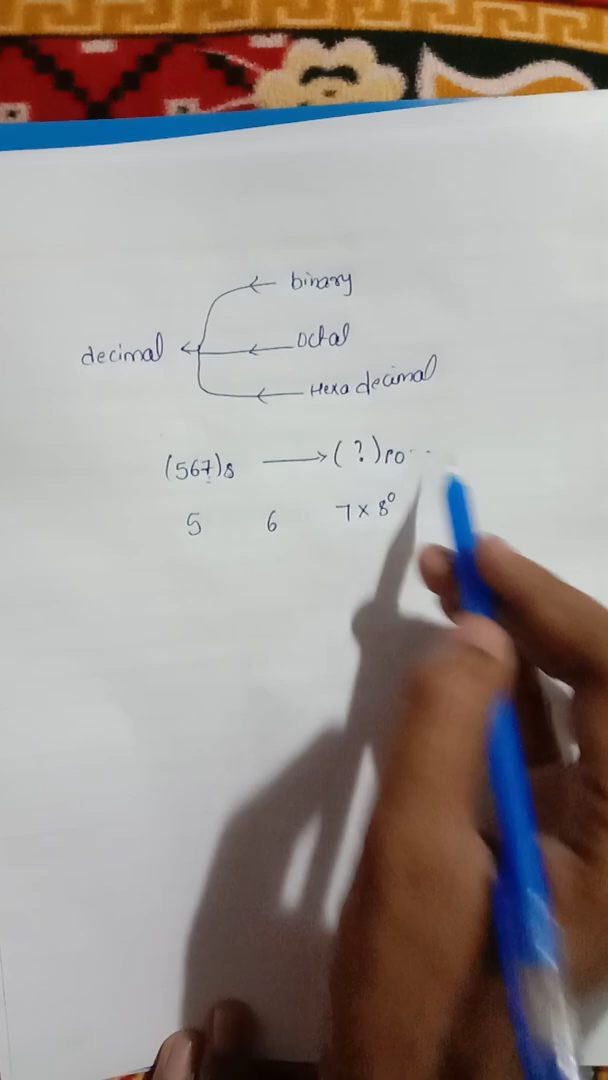 binary
decimal
Octal
Hexa decimal
(567)8 → (?)10
5 6 7×8⁰